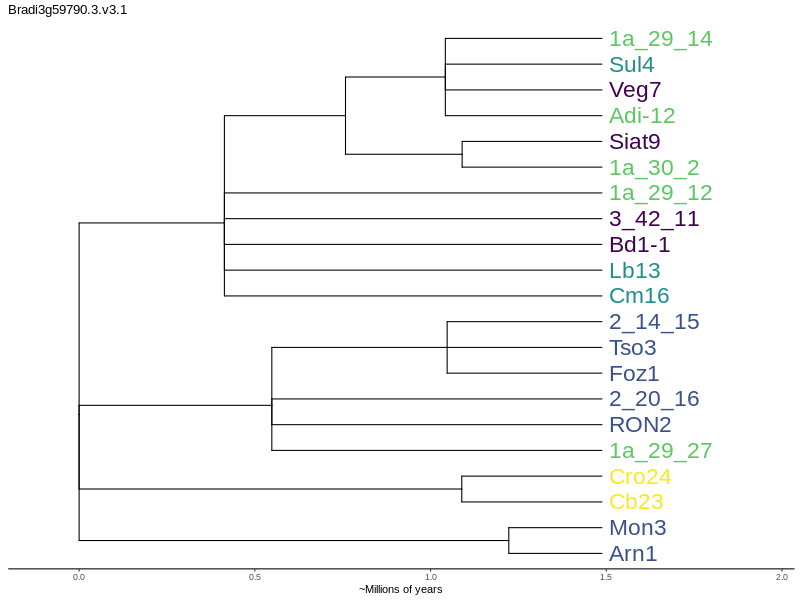 Bradi3g59790.3.v3.1
1a_29_14
Sul4
Veg7
Adi-12
Siat9
1a_30_2
1a_29_12
3_42_11
Bd1-1
Lb13
Cm16
2_14_15
Tso3
Foz1
2_20_16
RON2
1a_29_27
Cro24
Cb23
Mon3
Arn1
0.0 0.5 1.0 1.5 2.0
~Millions of years